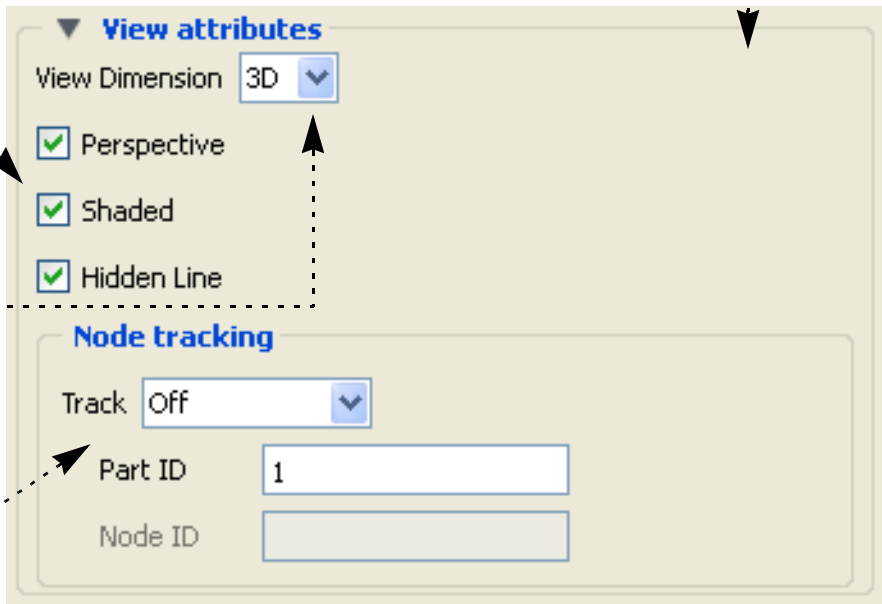 View attributes
View Dimension 3D
Perspective
Shaded
Hidden Line
Node tracking
Track Off
Part ID 1
Node ID